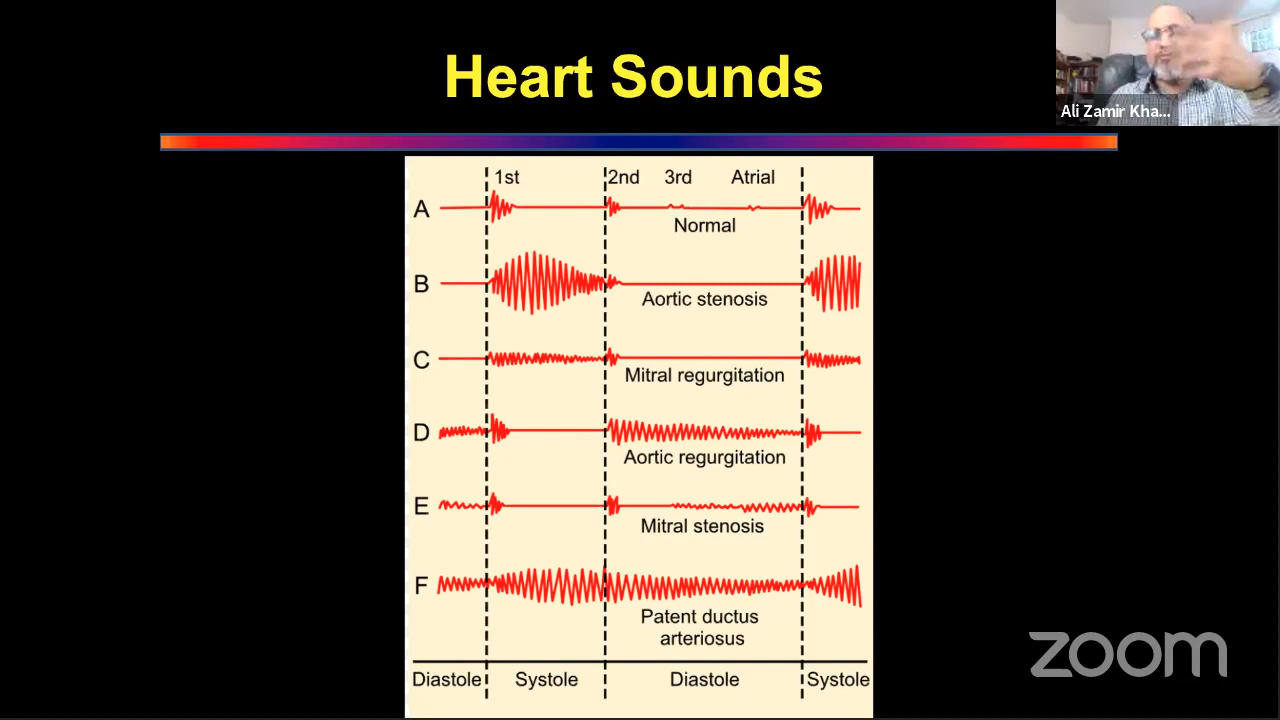 Heart Sounds
Ali Zamir Kha...
1st 2nd 3rd Atrial
A
Normal
B
Aortic stenosis
C
Mitral regurgitation
D
Aortic regurgitation
E
Mitral stenosis
F
Patent ductus
arteriosus
Diastole Systole Diastole Systole
zoom